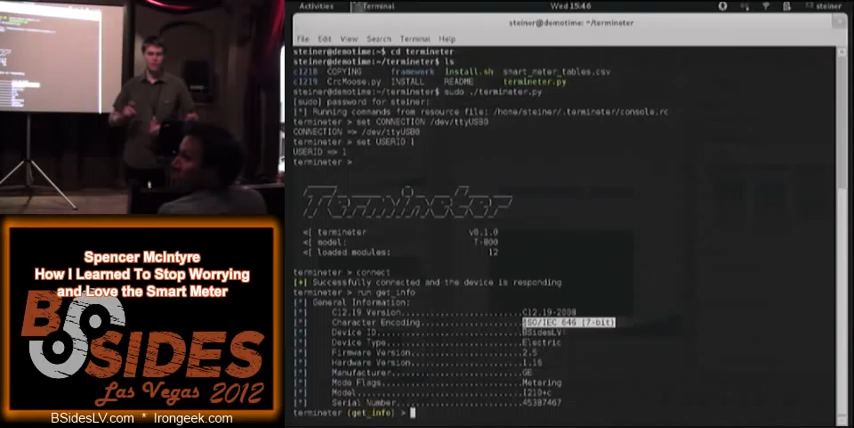 Activities
Terminal
Wed 15:46
steiner
steiner@demotime:~/termineter
File Edit View Search Terminal Help
steiner@demotime:~$ cd termineter
steiner@demotime:~/termineter$ ls
c1218 COPYING framework install.sh smart_meter_tables.csv
c1219 CrcMoose.py INSTALL README termineter.py
steiner@demotime:~/termineter$ sudo ./termineter.py
[sudo] password for steiner:
[*] Running commands from resource file: /home/steiner/.termineter/console.rc
termineter > set CONNECTION /dev/ttyUSB0
CONNECTION => /dev/ttyUSB0
termineter > set USERID 1
USERID => 1
termineter >
Termineter
<[ termineter v0.1.0
<[ model: T-800
<[ loaded modules: 12
termineter > connect
[+] Successfully connected and the device is responding
termineter > run get_info
[*] General Information:
[*] C12.19 Version.......................C12.19-2008
[*] Character Encoding...................ISO/IEC 646 (7-bit)
[*] Device ID............................BSidesLV!
[*] Device Type..........................Electric
[*] Firmware Version.....................2.5
[*] Hardware Version.....................1.16
[*] Manufacturer.........................GE
[*] Mode Flags...........................Metering
[*] Model................................I210+c
[*] Serial Number........................45387467
termineter (get_info) >
Spencer McIntyre
How I Learned To Stop Worrying
and Love the Smart Meter
BSIDES
Las Vegas 2012
BSidesLV.com * Irongeek.com